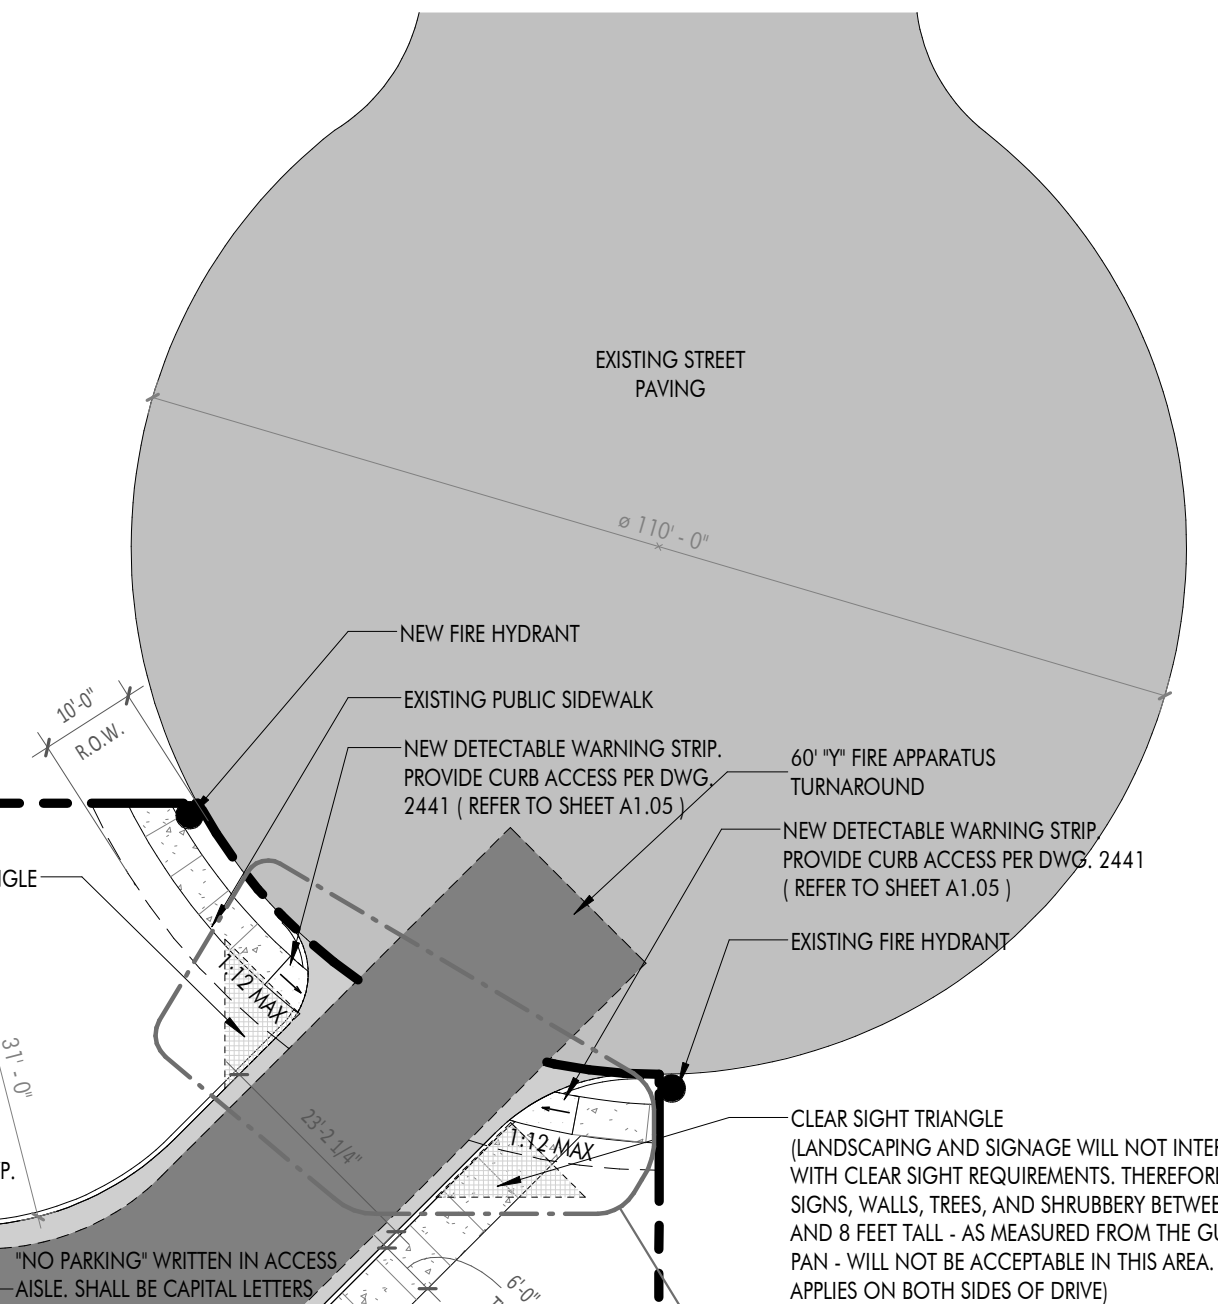 EXISTING STREET
PAVING
ø 110' - 0"
NEW FIRE HYDRANT
EXISTING PUBLIC SIDEWALK
NEW DETECTABLE WARNING STRIP.
PROVIDE CURB ACCESS PER DWG.
2441 ( REFER TO SHEET A1.05 )
10'-0"
R.O.W.
60' "Y" FIRE APPARATUS
TURNAROUND
NEW DETECTABLE WARNING STRIP.
PROVIDE CURB ACCESS PER DWG. 2441
( REFER TO SHEET A1.05 )
NGLE
EXISTING FIRE HYDRANT
1:12 MAX
31' - 0"
23'-2 1/4"
1:12 MAX
CLEAR SIGHT TRIANGLE
(LANDSCAPING AND SIGNAGE WILL NOT INTER
WITH CLEAR SIGHT REQUIREMENTS. THEREFORE
SIGNS, WALLS, TREES, AND SHRUBBERY BETWEE
AND 8 FEET TALL - AS MEASURED FROM THE GU
PAN - WILL NOT BE ACCEPTABLE IN THIS AREA.
APPLIES ON BOTH SIDES OF DRIVE)
P.
"NO PARKING" WRITTEN IN ACCESS
AISLE. SHALL BE CAPITAL LETTERS
6'-0"